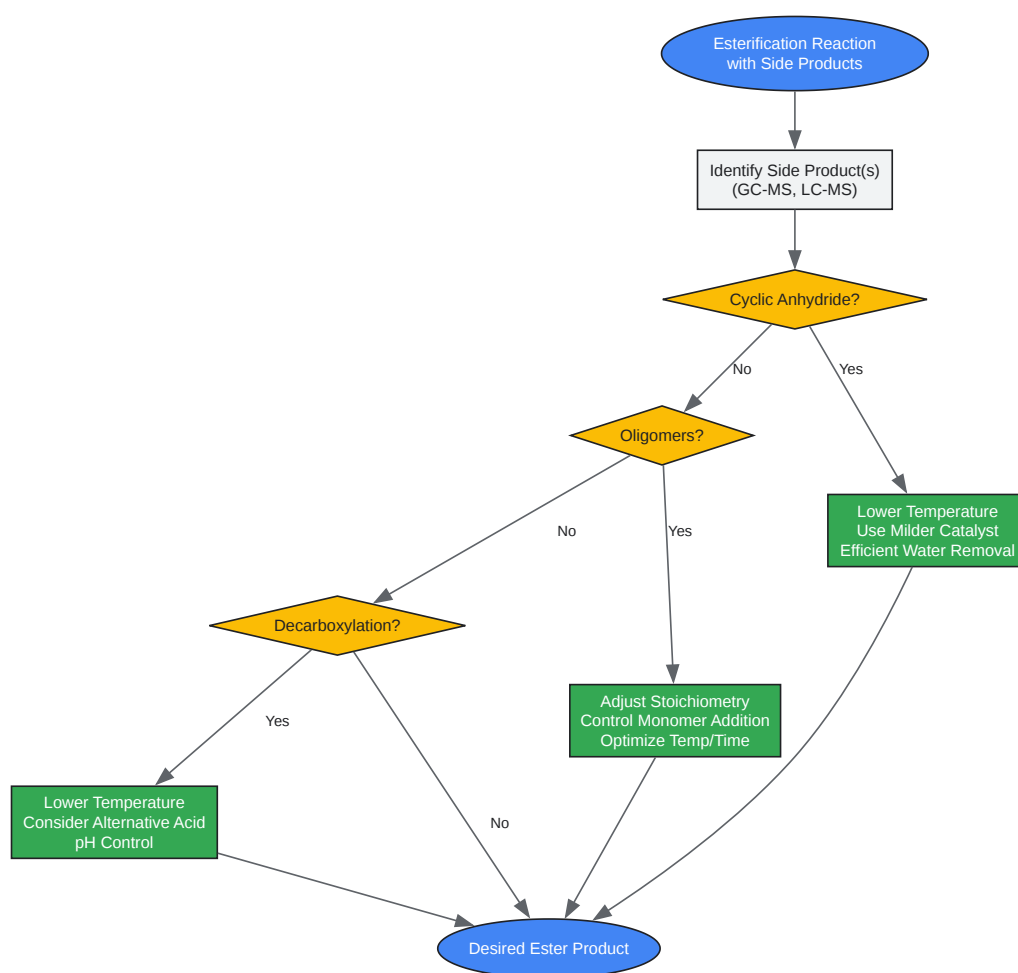 Esterification Reaction
with Side Products
Identify Side Product(s)
(GC-MS, LC-MS)
Cyclic Anhydride?
No
Yes
Oligomers?
Lower Temperature
Use Milder Catalyst
Efficient Water Removal
No
Yes
Decarboxylation?
Adjust Stoichiometry
Control Monomer Addition
Optimize Temp/Time
Yes
Lower Temperature
Consider Alternative Acid
pH Control
No
Desired Ester Product